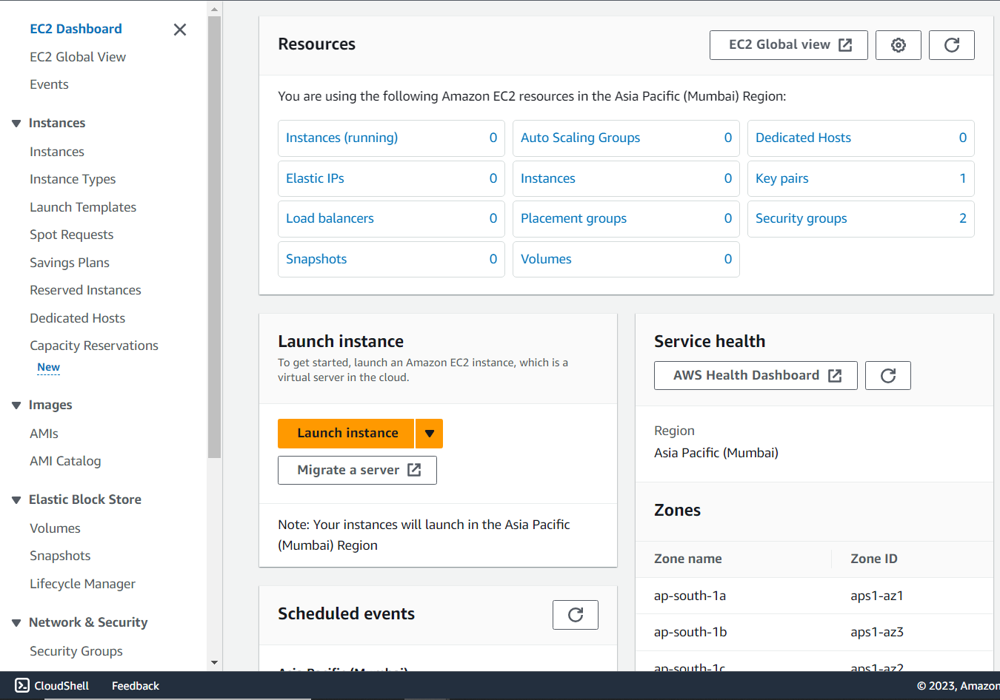 EC2 Dashboard
EC2 Global View
Events
Instances
Instances
Instance Types
Launch Templates
Spot Requests
Savings Plans
Reserved Instances
Dedicated Hosts
Capacity Reservations
New
Images
AMIs
AMI Catalog
Elastic Block Store
Volumes
Snapshots
Lifecycle Manager
Network & Security
Security Groups
Resources
EC2 Global view
You are using the following Amazon EC2 resources in the Asia Pacific (Mumbai) Region:
Instances (running) 0
Auto Scaling Groups 0
Dedicated Hosts 0
Elastic IPs 0
Instances 0
Key pairs 1
Load balancers 0
Placement groups 0
Security groups 2
Snapshots 0
Volumes 0
Launch instance
To get started, launch an Amazon EC2 instance, which is a
virtual server in the cloud.
Launch instance
Migrate a server
Note: Your instances will launch in the Asia Pacific
(Mumbai) Region
Scheduled events
Asia Pacific (Mumbai)
Service health
AWS Health Dashboard
Region
Asia Pacific (Mumbai)
Zones
Zone name Zone ID
ap-south-1a aps1-az1
ap-south-1b aps1-az3
ap-south-1c aps1-az2
CloudShell Feedback © 2023, Amazon